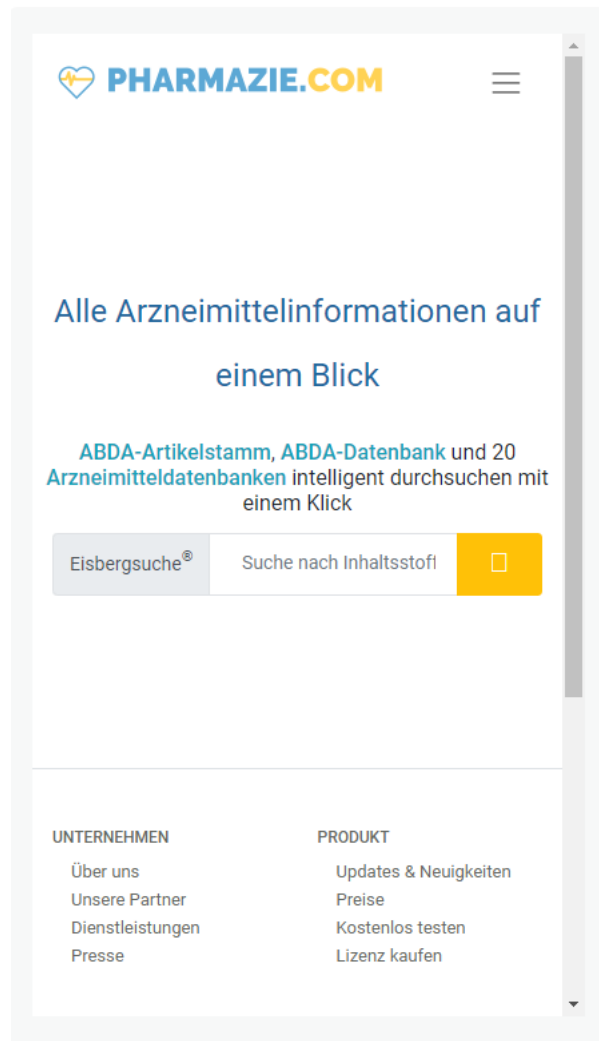 PHARMAZIE.COM
Alle Arzneimittelinformationen auf
einem Blick
ABDA-Artikelstamm, ABDA-Datenbank und 20
Arzneimitteldatenbanken intelligent durchsuchen mit
einem Klick
Eisbergsuche® Suche nach Inhaltsstoff
UNTERNEHMEN PRODUKT
Über uns Updates & Neuigkeiten
Unsere Partner Preise
Dienstleistungen Kostenlos testen
Presse Lizenz kaufen